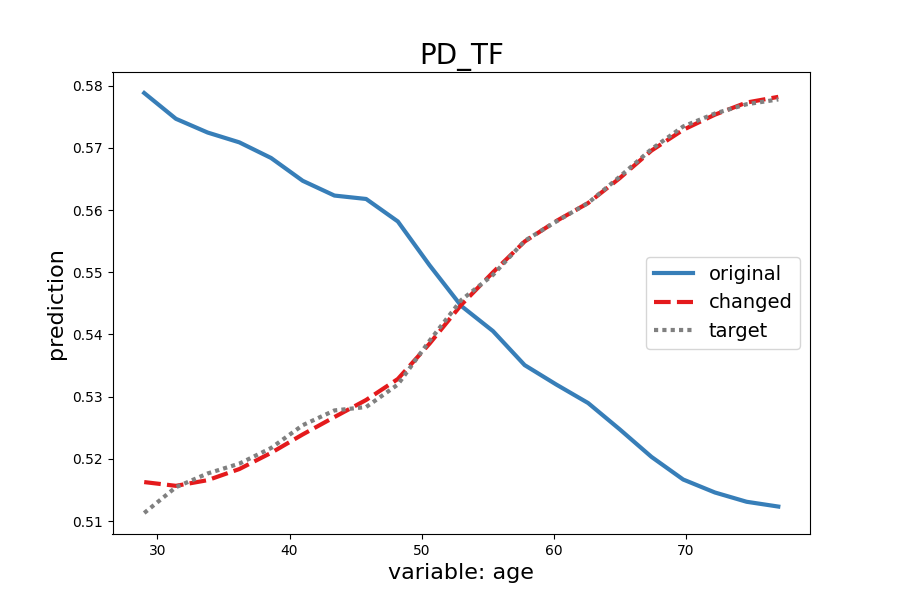 PD_TF
0.58
0.57
0.56
0.55
0.54
0.53
0.52
0.51
prediction
original
changed
target
30 40 50 60 70
variable: age